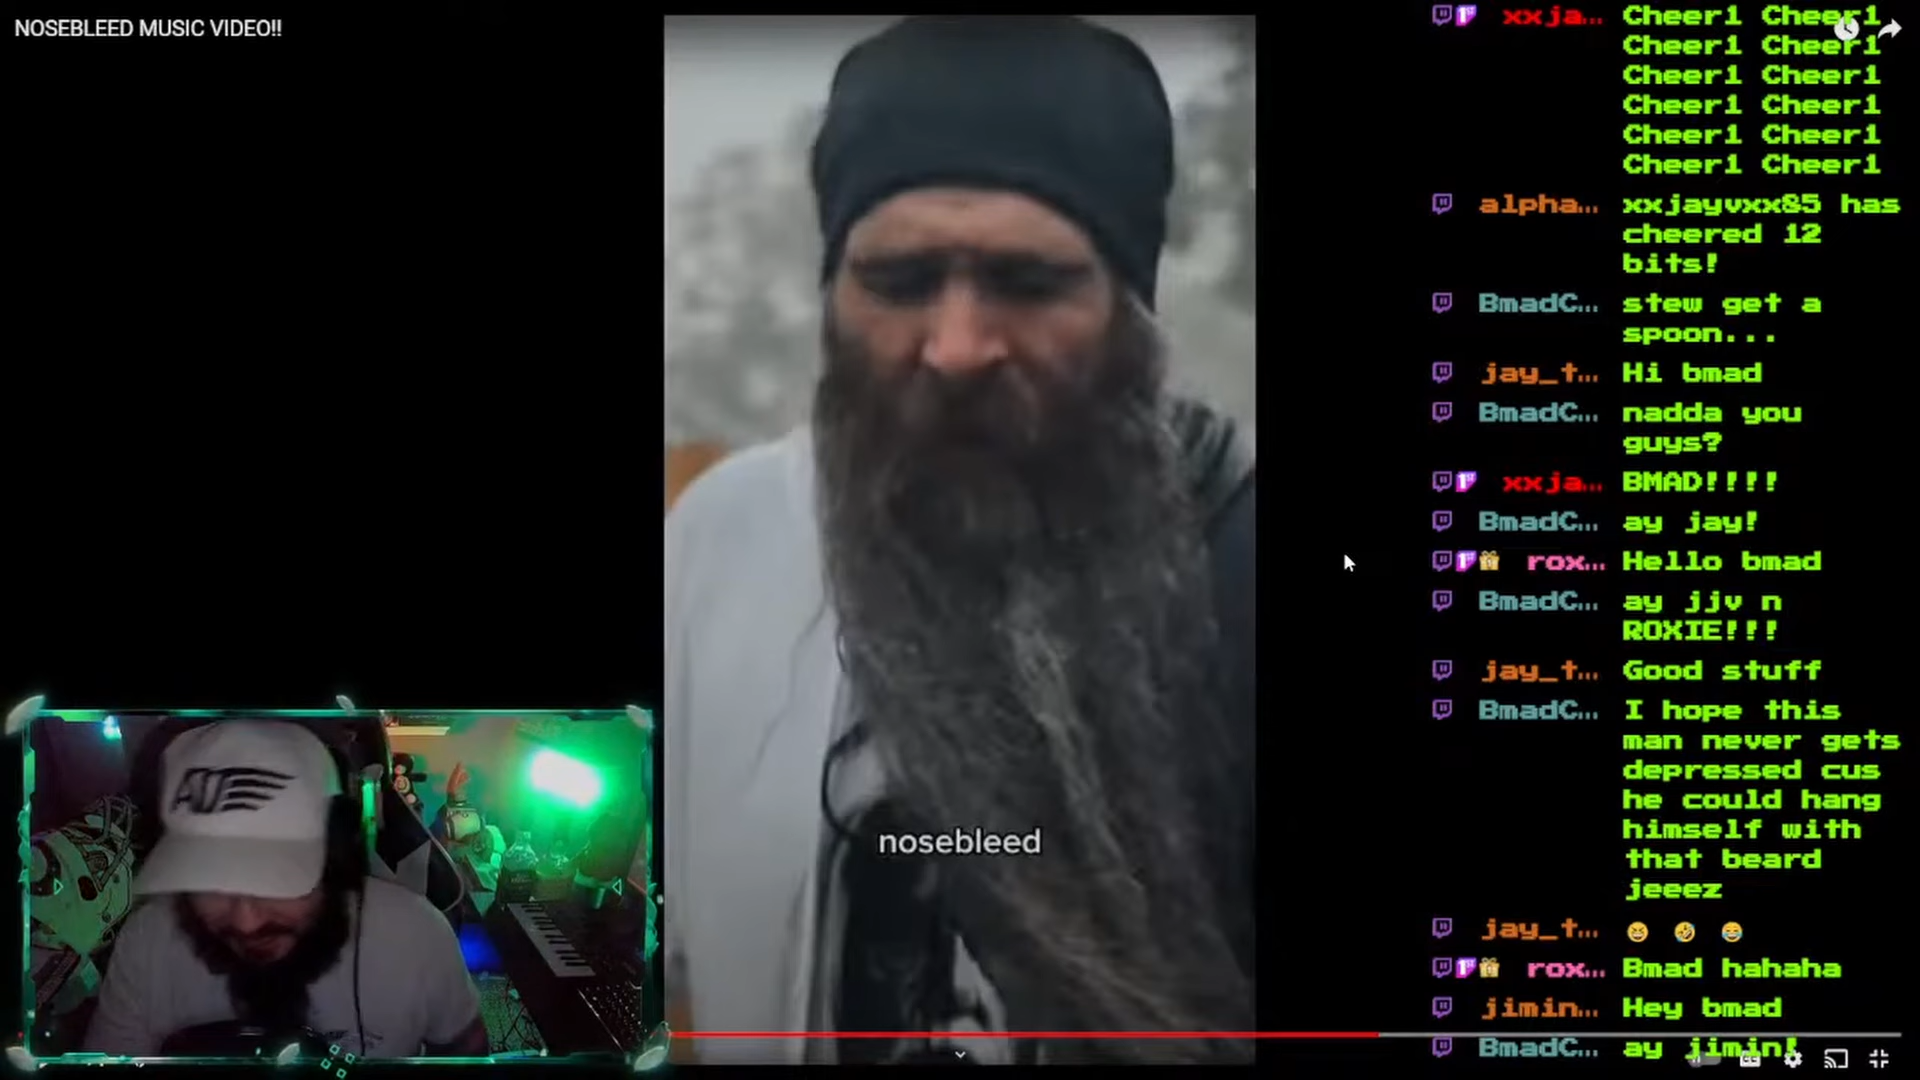 NOSEBLEED MUSIC VIDEO!!
xxja... Cheer1 Cheer1
Cheer1 Cheer1
Cheer1 Cheer1
Cheer1 Cheer1
Cheer1 Cheer1
Cheer1 Cheer1
alpha... xxjayvxx85 has
cheered 12
bits!
BmadC... stew get a
spoon...
jay_t... Hi bmad
BmadC... nadda you
guys?
xxja... BMAD!!!!
BmadC... ay jay!
rox... Hello bmad
BmadC... ay jjv n
ROXIE!!!
jay_t... Good stuff
BmadC... I hope this
man never gets
depressed cus
he could hang
himself with
that beard
jeeez
jay_t... 😆 🤣 😂
rox... Bmad hahaha
jimin... Hey bmad
BmadC... ay jimin!
nosebleed